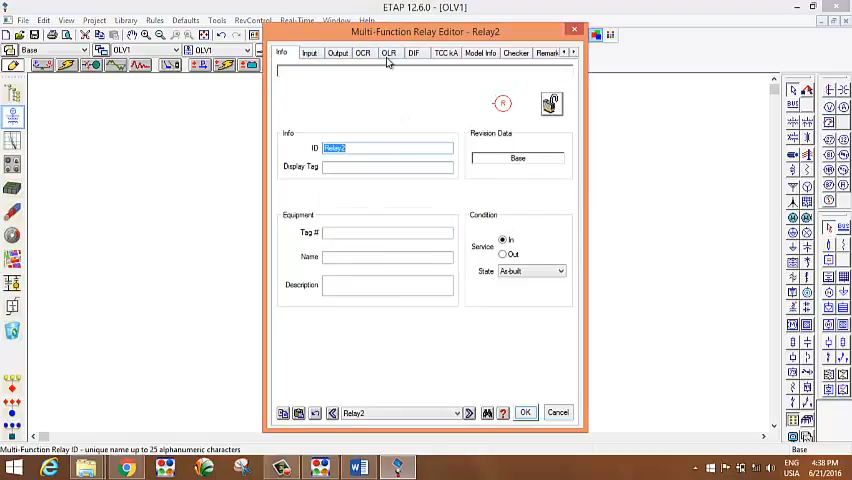 ETAP 12.6.0 - [OLV1]
File Edit View Project Library Rules Defaults Tools RevControl Real-Time Window
Base OLV1 OLV1
Multi-Function Relay Editor - Relay2
Info Input Output OCR OLR DIF TCC kA Model Info Checker Remark
R
Info
ID Relay2
Display Tag
Revision Data
Base
Equipment
Tag #
Name
Description
Condition
Service In
Out
State As-built
Relay2
OK Cancel
BUS BUS
BUS
Multi-Function Relay ID - unique name up to 25 alphanumeric characters
Base
ENG 4:38 PM
USIA 6/21/2016